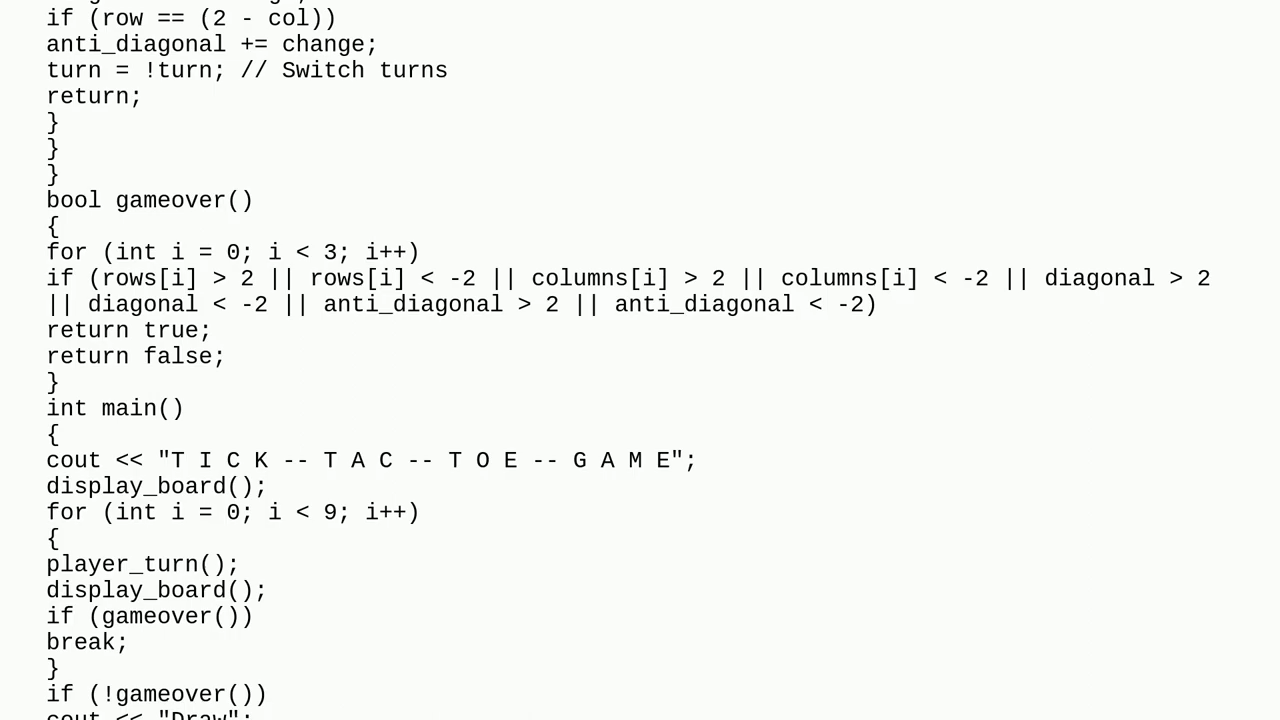 if (row == (2 - col))
anti_diagonal += change;
turn = !turn; // Switch turns
return;
}
}
}
bool gameover()
{
for (int i = 0; i < 3; i++)
if (rows[i] > 2 || rows[i] < -2 || columns[i] > 2 || columns[i] < -2 || diagonal > 2
|| diagonal < -2 || anti_diagonal > 2 || anti_diagonal < -2)
return true;
return false;
}
int main()
{
cout << "T I C K -- T A C -- T O E -- G A M E";
display_board();
for (int i = 0; i < 9; i++)
{
player_turn();
display_board();
if (gameover())
break;
}
if (!gameover())
cout << "Draw";